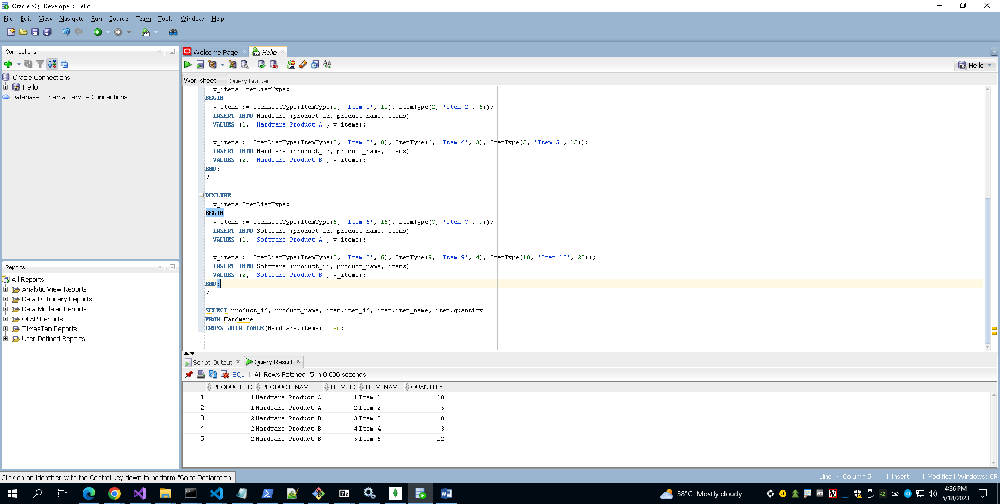 Oracle SQL Developer : Hello
File Edit View Navigate Run Source Team Tools Window Help
Connections
Oracle Connections
Hello
Database Schema Service Connections
Reports
All Reports
Analytic View Reports
Data Dictionary Reports
Data Modeler Reports
OLAP Reports
TimesTen Reports
User Defined Reports
Welcome Page
Hello
Hello
Worksheet Query Builder
v_items ItemListType;
BEGIN
v_items := ItemListType(ItemType(1, 'Item 1', 10), ItemType(2, 'Item 2', 5));
INSERT INTO Hardware (product_id, product_name, items)
VALUES (1, 'Hardware Product A', v_items);
v_items := ItemListType(ItemType(3, 'Item 3', 8), ItemType(4, 'Item 4', 3), ItemType(5, 'Item 5', 12));
INSERT INTO Hardware (product_id, product_name, items)
VALUES (2, 'Hardware Product B', v_items);
END;
/
DECLARE
v_items ItemListType;
BEGIN
v_items := ItemListType(ItemType(6, 'Item 6', 15), ItemType(7, 'Item 7', 9));
INSERT INTO Software (product_id, product_name, items)
VALUES (1, 'Software Product A', v_items);
v_items := ItemListType(ItemType(8, 'Item 8', 6), ItemType(9, 'Item 9', 4), ItemType(10, 'Item 10', 20));
INSERT INTO Software (product_id, product_name, items)
VALUES (2, 'Software Product B', v_items);
END;
/
SELECT product_id, product_name, item.item_id, item.item_name, item.quantity
FROM Hardware
CROSS JOIN TABLE(Hardware.items) item;
Script Output x Query Result x
SQL | All Rows Fetched: 5 in 0.006 seconds
PRODUCT_ID PRODUCT_NAME ITEM_ID ITEM_NAME QUANTITY
1 1 Hardware Product A 1 Item 1 10
2 1 Hardware Product A 2 Item 2 5
3 2 Hardware Product B 3 Item 3 8
4 2 Hardware Product B 4 Item 4 3
5 2 Hardware Product B 5 Item 5 12
Click on an identifier with the Control key down to perform "Go to Declaration"
| Line 44 Column 5 | Insert | Modified | Windows: CR
38°C Mostly cloudy
4:36 PM
5/18/2023